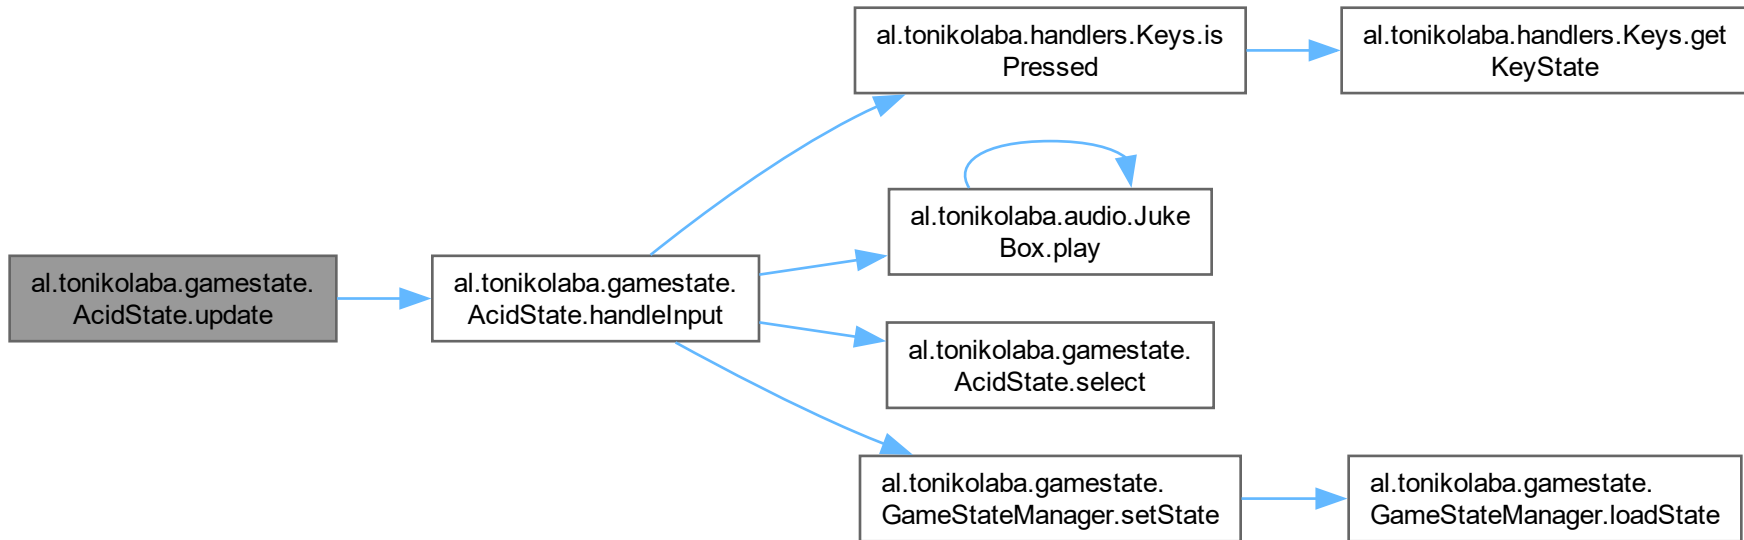 al.tonikolaba.handlers.Keys.is
Pressed
al.tonikolaba.handlers.Keys.get
KeyState
al.tonikolaba.audio.Juke
Box.play
al.tonikolaba.gamestate.
AcidState.update
al.tonikolaba.gamestate.
AcidState.handleInput
al.tonikolaba.gamestate.
AcidState.select
al.tonikolaba.gamestate.
GameStateManager.setState
al.tonikolaba.gamestate.
GameStateManager.loadState